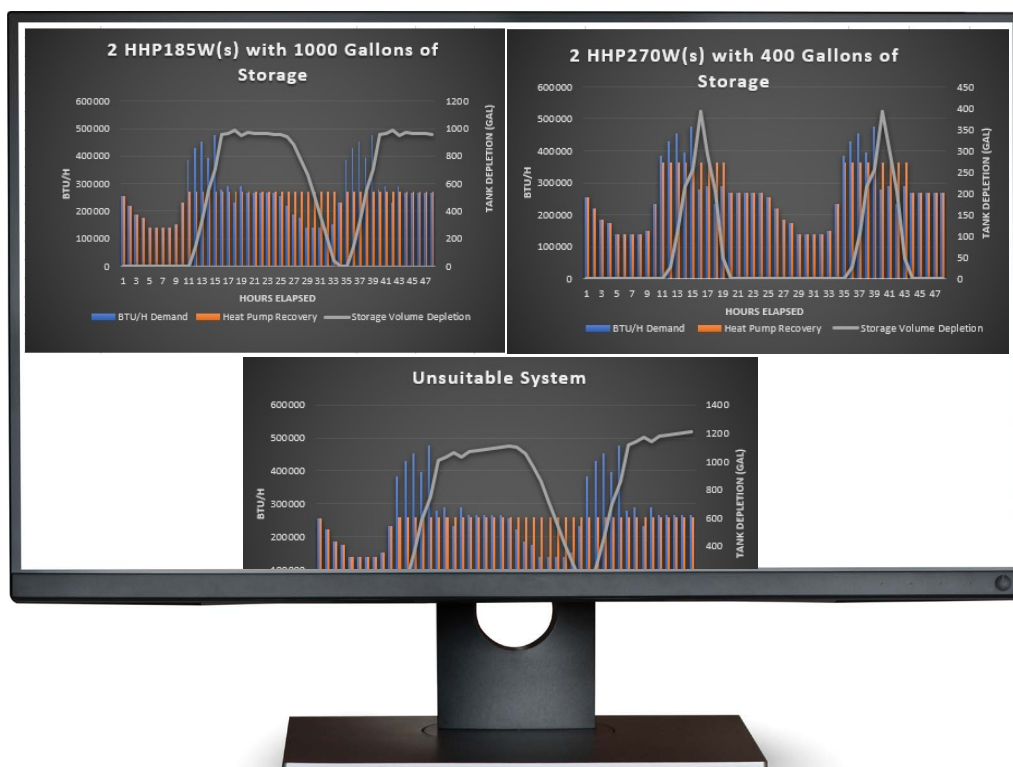 2 HHP185W(s) with 1000 Gallons of
Storage
600000
500000
400000
300000
200000
100000
0
BTU/H
1200
1000
800
600
400
200
0
TANK DEPLETION (GAL)
1 3 5 7 9 11 13 15 17 19 21 23 25 27 29 31 33 35 37 39 41 43 45 47
HOURS ELAPSED
BTU/H Demand Heat Pump Recovery Storage Volume Depletion
2 HHP270W(s) with 400 Gallons of
Storage
600000
500000
400000
300000
200000
100000
0
BTU/H
450
400
350
300
250
200
150
100
50
0
TANK DEPLETION (GAL)
1 3 5 7 9 11 13 15 17 19 21 23 25 27 29 31 33 35 37 39 41 43 45 47
HOURS ELAPSED
BTU/H Demand Heat Pump Recovery Storage Volume Depletion
Unsuitable System
600000
500000
400000
300000
200000
100000
BTU/H
1400
1200
1000
800
600
400
TANK DEPLETION (GAL)